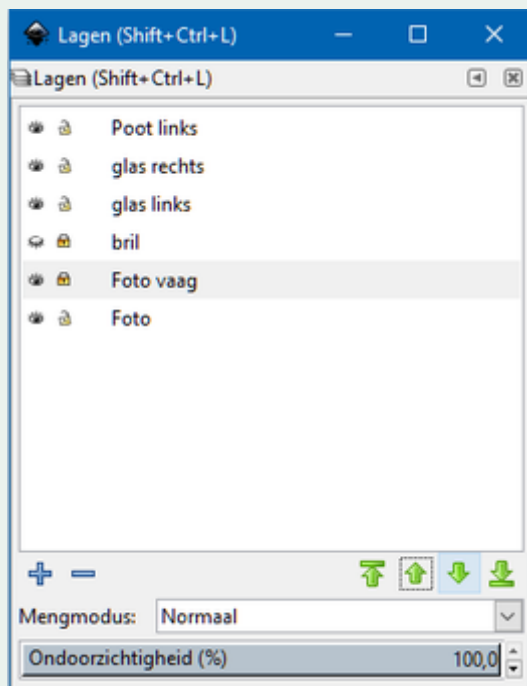 Lagen (Shift+Ctrl+L)
Lagen (Shift+Ctrl+L)
Poot links
glas rechts
glas links
bril
Foto vaag
Foto
Mengmodus: Normaal
Ondoorzichtigheid (%) 100,0